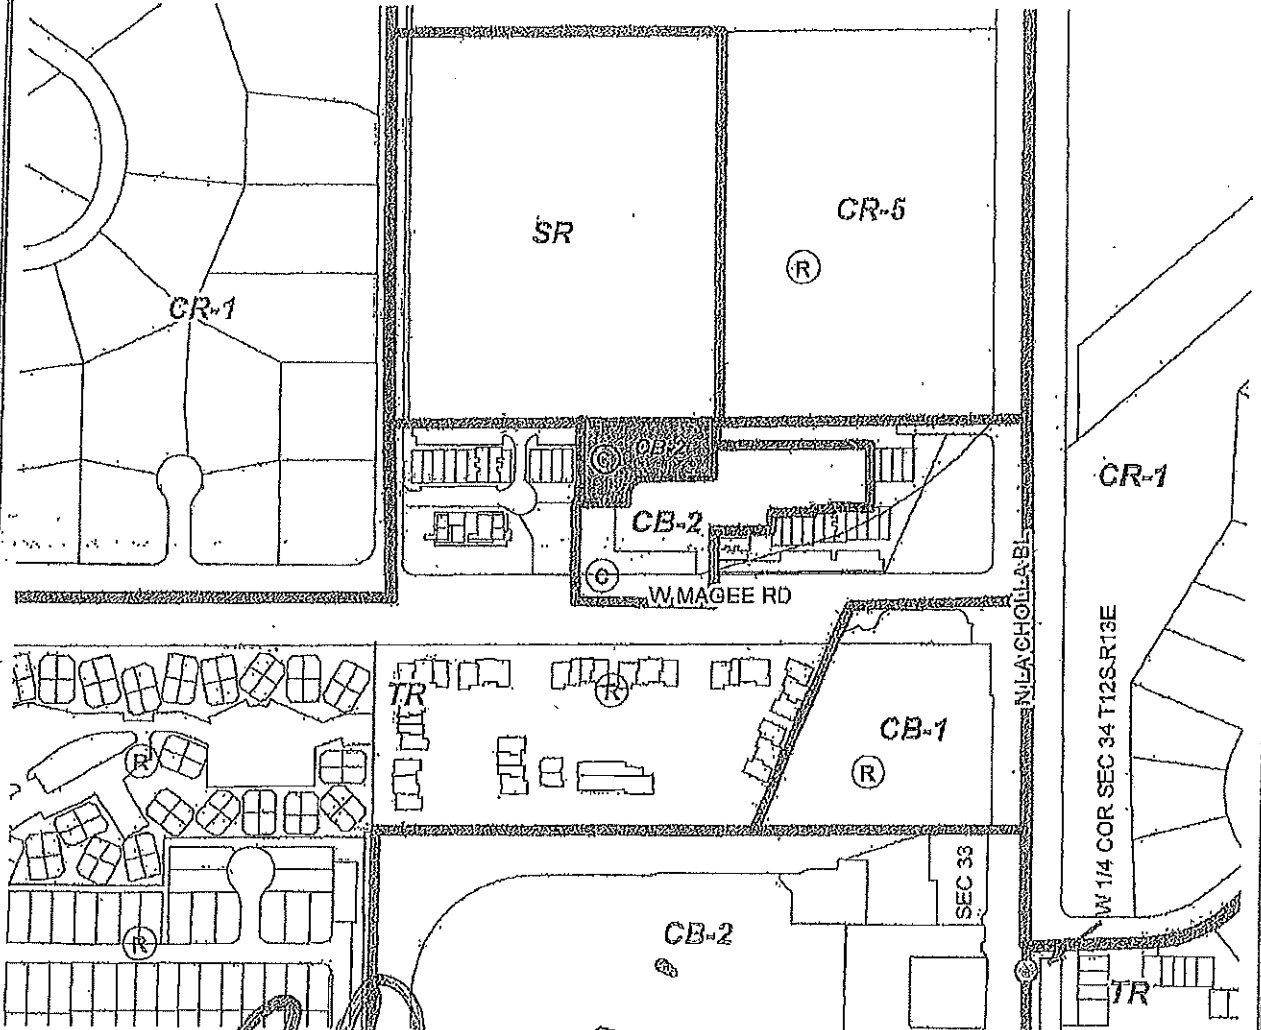 CR-5
SR
R
CR-1
R CB-2
CR-1
CB-2
C
W MAGEE RD
N LA CHOLLA BL
W 1/4 COR SEC 34 T12S.R13E
TR
R
CB-1
R
R
SEC 33
CB-2
R
TR